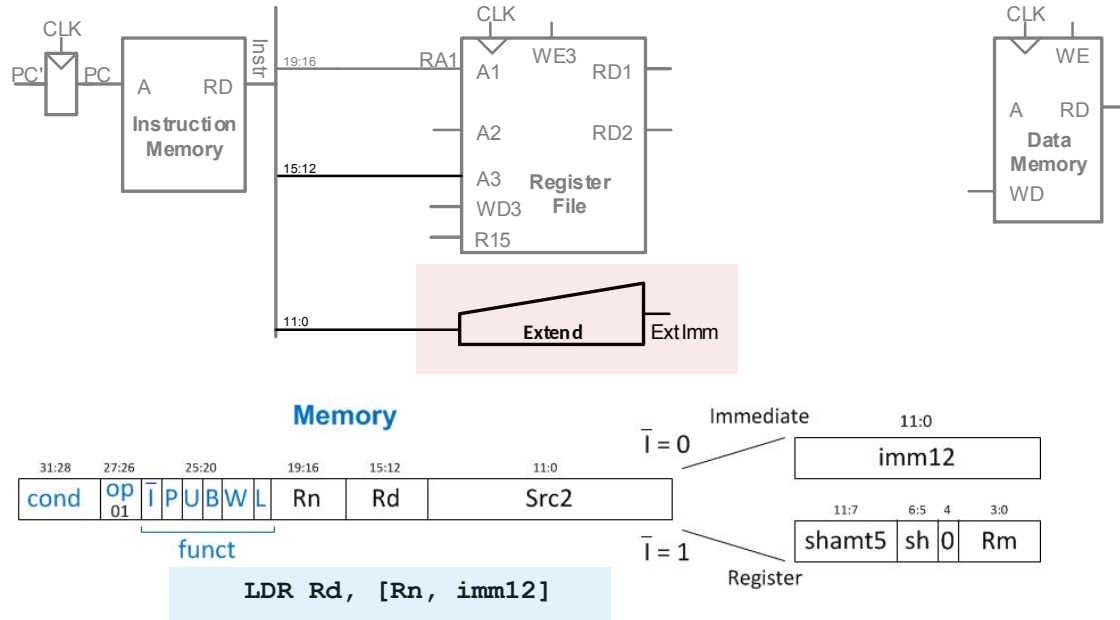 CLK
CLK
CLK
PC'
PC
A
RD
Instruction
Memory
Instr
19:16
RA1
A1
WE3
RD1
A2
RD2
15:12
A3
Register
File
WD3
R15
WE
A
RD
Data
Memory
WD
11:0
Extend
ExtImm
Memory
31:28
27:26
25:20
19:16
15:12
11:0
cond
op
01
I̅
P
U
B
W
L
Rn
Rd
Src2
funct
I̅ = 0
Immediate
11:0
imm12
I̅ = 1
Register
11:7
6:5
4
3:0
shamt5
sh
0
Rm
LDR Rd, [Rn, imm12]